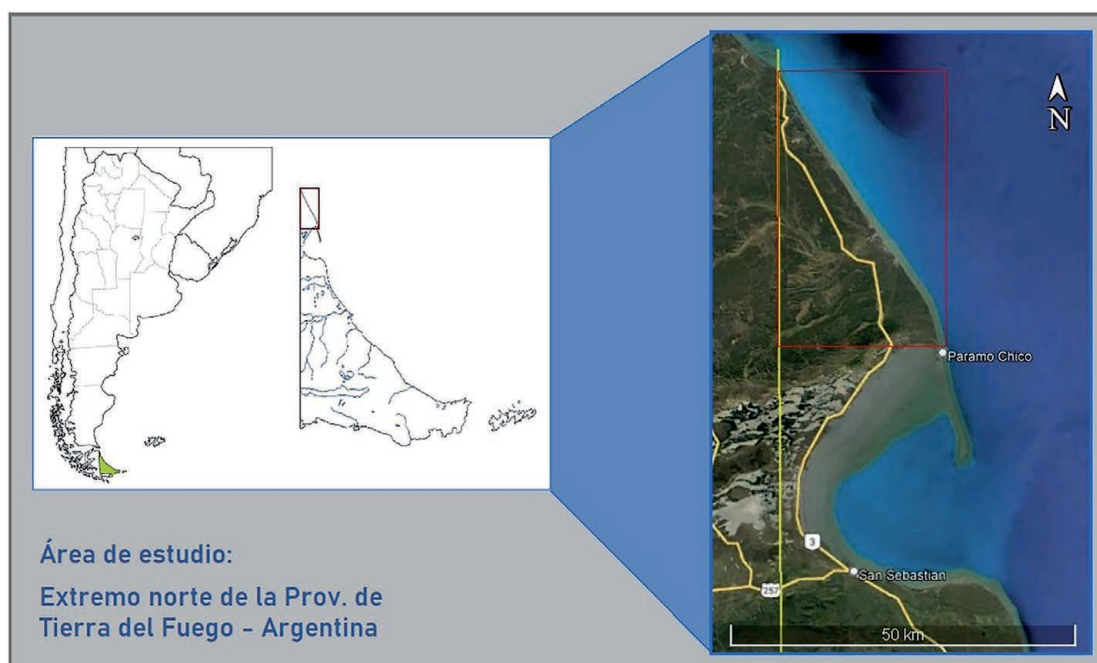 Área de estudio:
Extremo norte de la Prov. de
Tierra del Fuego - Argentina
N
Paramo Chico
3
San Sebastian
257
50 km